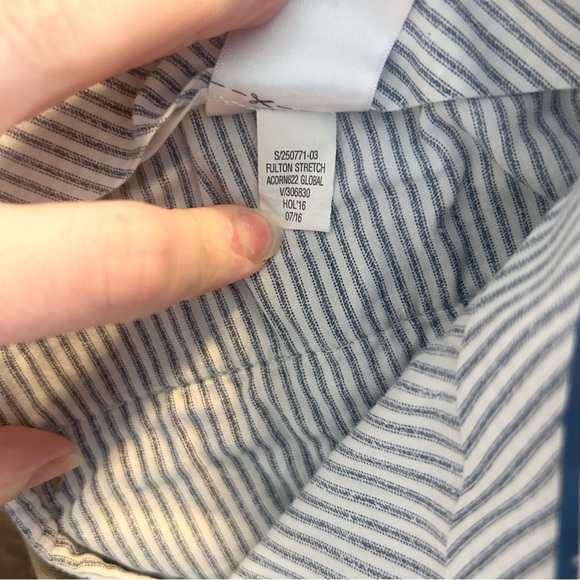 S/250771-03
FULTON STRETCH
ACORN622 GLOBAL
V/306830
HOL'16
07/16